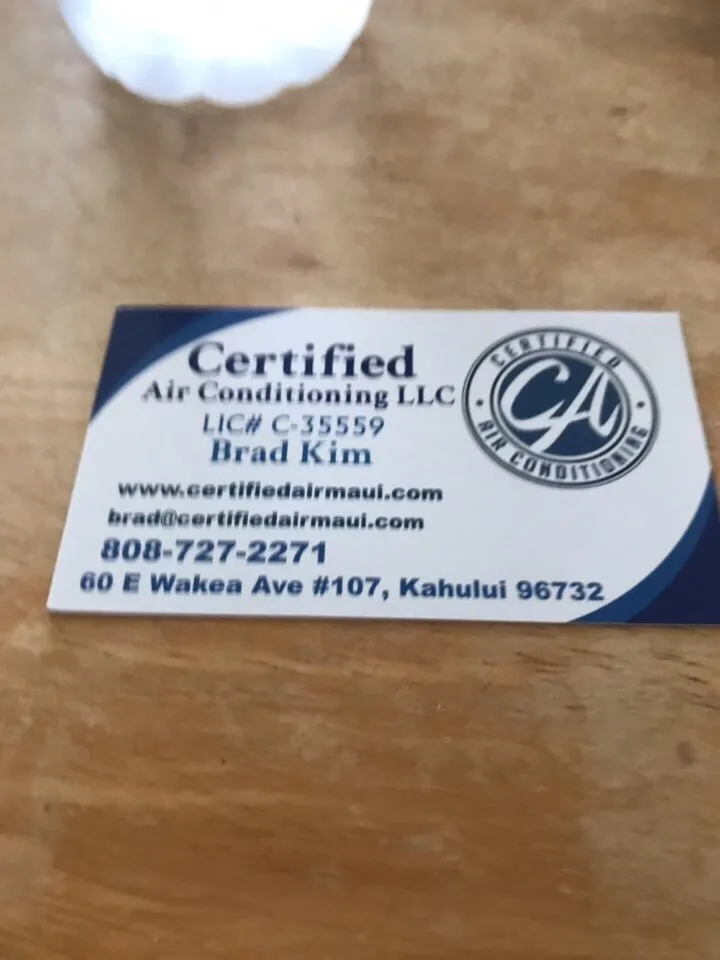 Certified
Air Conditioning LLC
LIC# C-35559
Brad Kim
www.certifiedairmaui.com
brad@certifiedairmaui.com
808-727-2271
60 E Wakea Ave #107, Kahului 96732
CERTIFIED
CA
AIR CONDITIONING